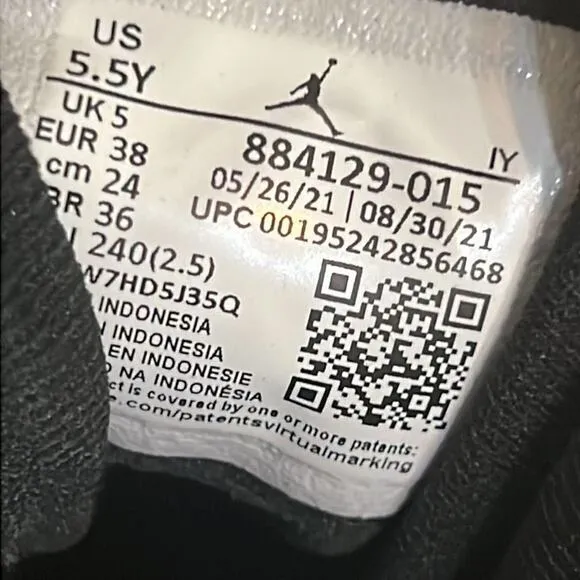 US
5.5Y
UK 5
EUR 38
cm 24
BR 36
240(2.5)
IY
884129-015
05/26/21 | 08/30/21
UPC 00195242856468
W7HD5J35Q
INDONESIA
INDONESIA
EN INDONESIE
NA INDONÉSIA
is covered by one or more patents:
.com/patentsvirtualmarking